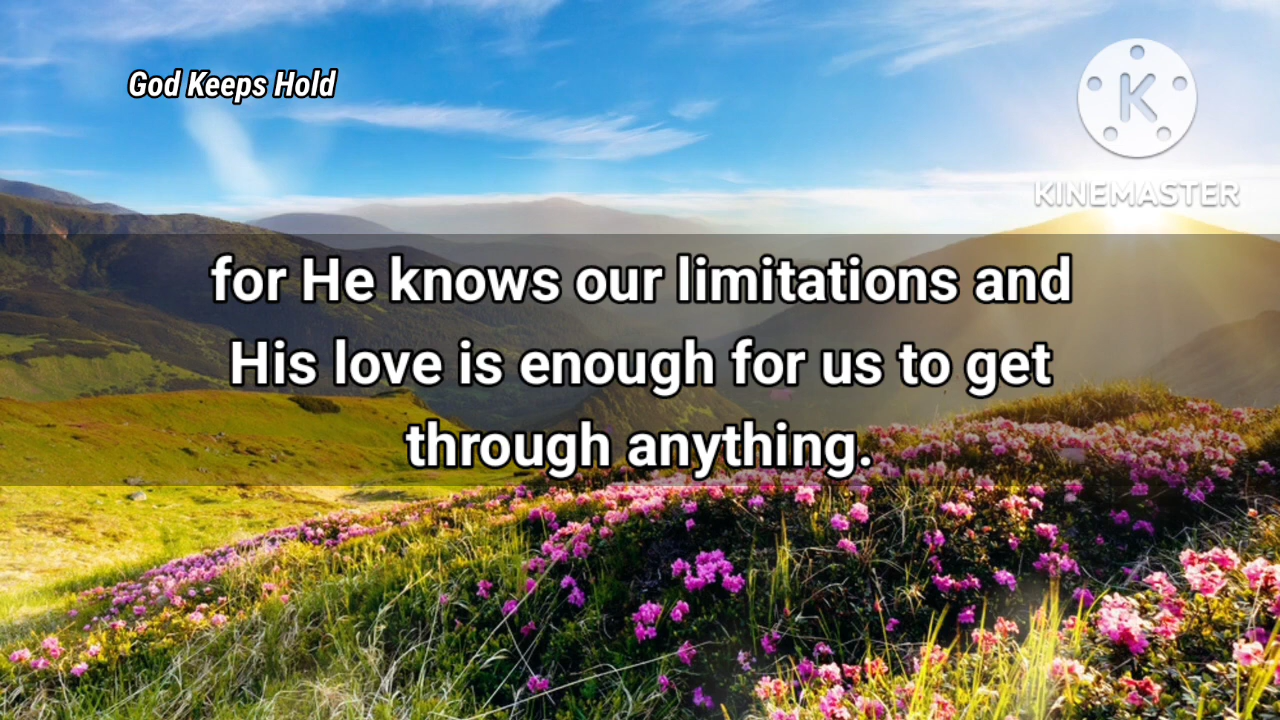 God Keeps Hold
K
KINEMASTER
for He knows our limitations and
His love is enough for us to get
through anything.